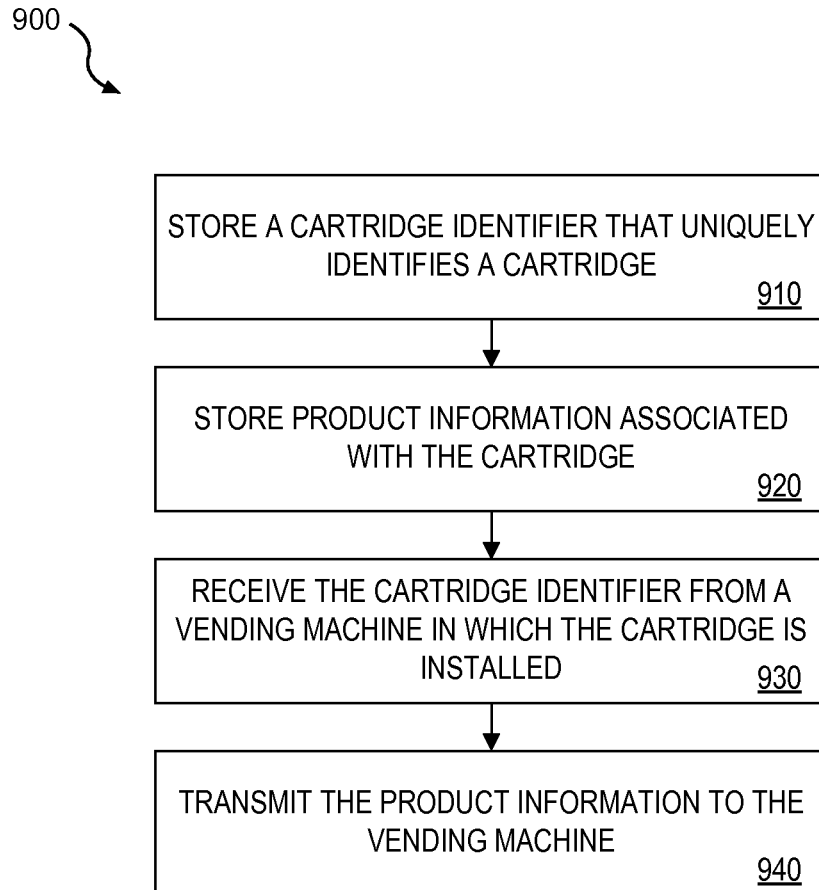 900
STORE A CARTRIDGE IDENTIFIER THAT UNIQUELY
IDENTIFIES A CARTRIDGE
910
STORE PRODUCT INFORMATION ASSOCIATED
WITH THE CARTRIDGE
920
RECEIVE THE CARTRIDGE IDENTIFIER FROM A
VENDING MACHINE IN WHICH THE CARTRIDGE IS
INSTALLED
930
TRANSMIT THE PRODUCT INFORMATION TO THE
VENDING MACHINE
940